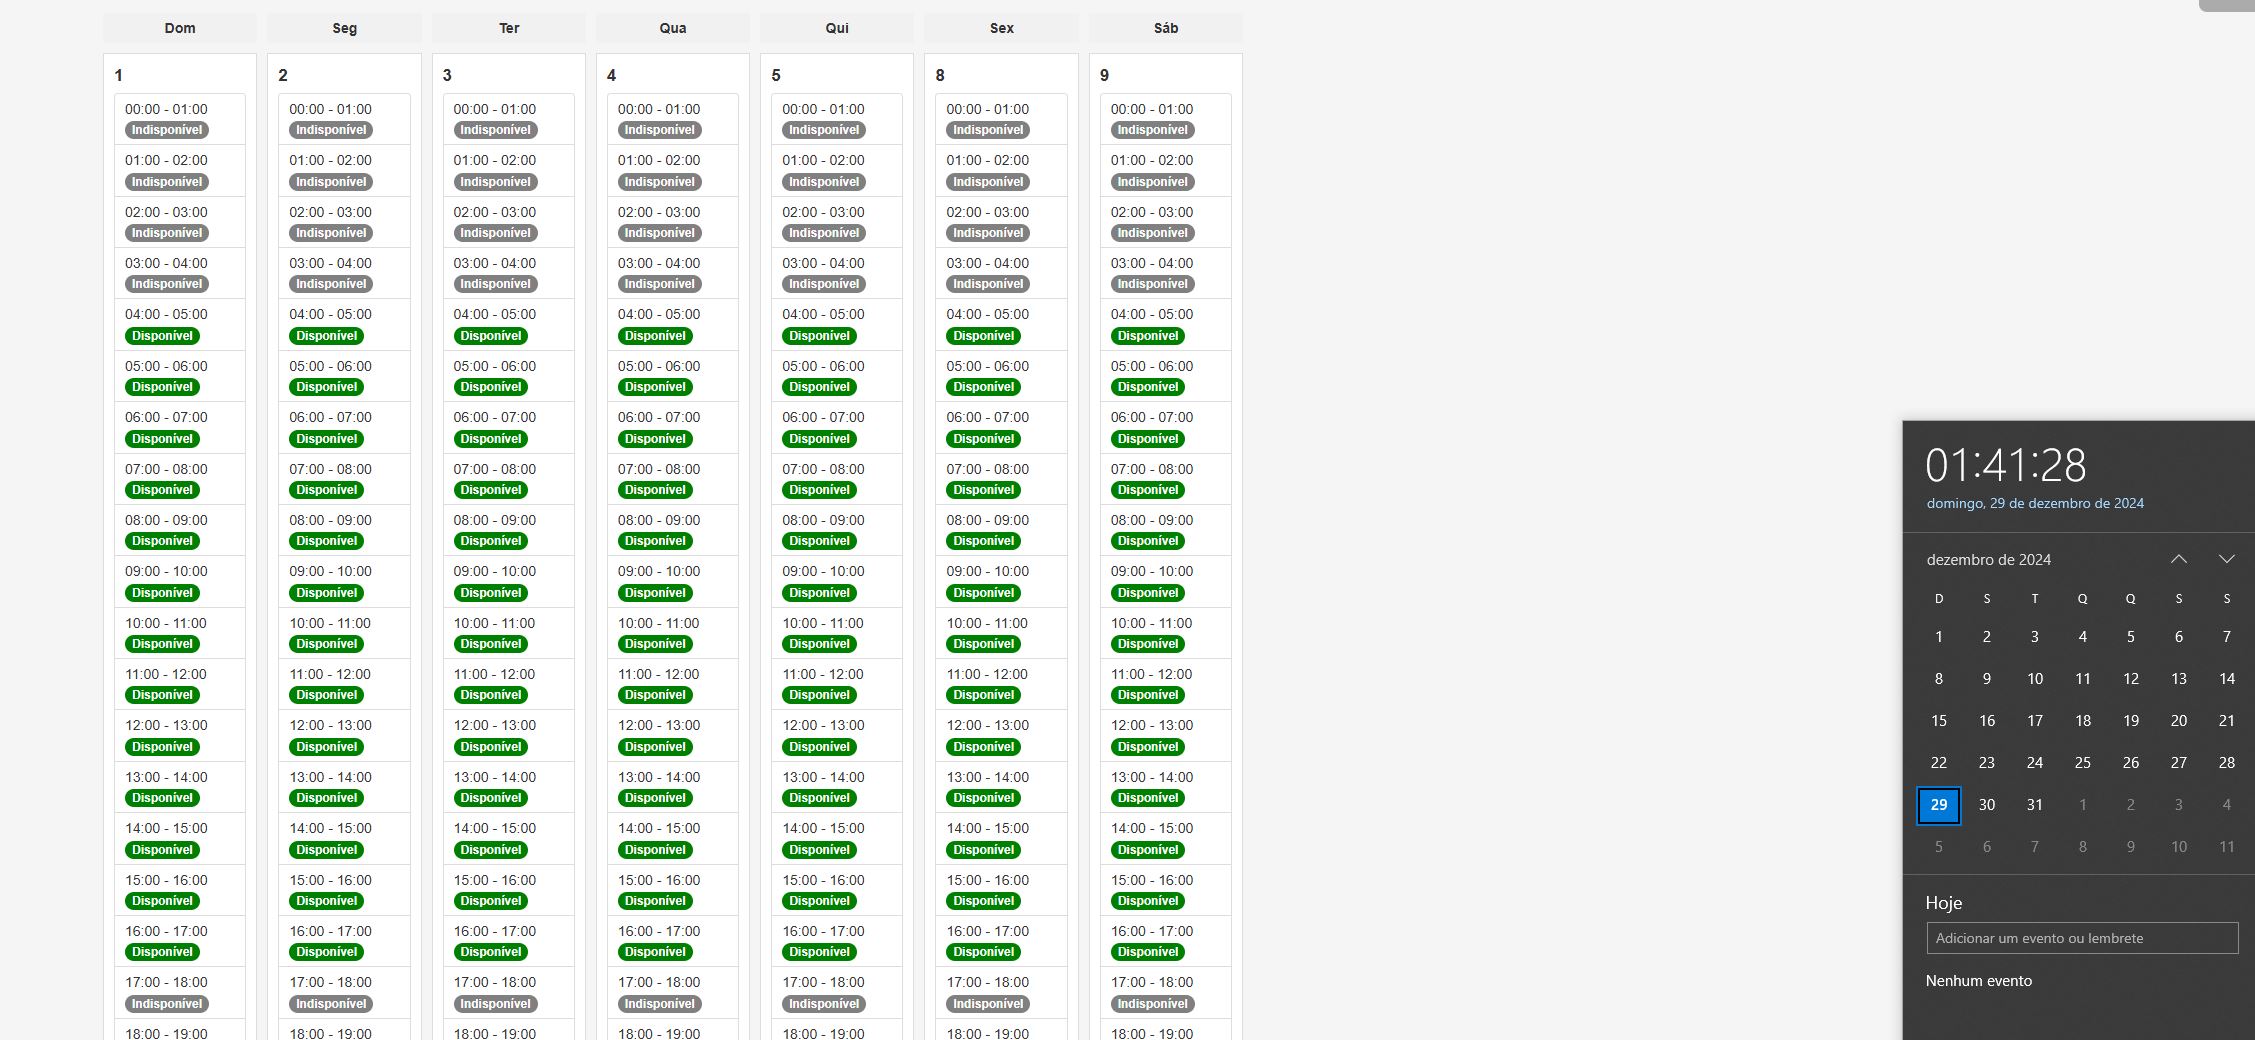 Dom Seg Ter Qua Qui Sex Sáb
1 2 3 4 5 8 9
00:00 - 01:00 00:00 - 01:00 00:00 - 01:00 00:00 - 01:00 00:00 - 01:00 00:00 - 01:00 00:00 - 01:00
Indisponível Indisponível Indisponível Indisponível Indisponível Indisponível Indisponível
01:00 - 02:00 01:00 - 02:00 01:00 - 02:00 01:00 - 02:00 01:00 - 02:00 01:00 - 02:00 01:00 - 02:00
Indisponível Indisponível Indisponível Indisponível Indisponível Indisponível Indisponível
02:00 - 03:00 02:00 - 03:00 02:00 - 03:00 02:00 - 03:00 02:00 - 03:00 02:00 - 03:00 02:00 - 03:00
Indisponível Indisponível Indisponível Indisponível Indisponível Indisponível Indisponível
03:00 - 04:00 03:00 - 04:00 03:00 - 04:00 03:00 - 04:00 03:00 - 04:00 03:00 - 04:00 03:00 - 04:00
Indisponível Indisponível Indisponível Indisponível Indisponível Indisponível Indisponível
04:00 - 05:00 04:00 - 05:00 04:00 - 05:00 04:00 - 05:00 04:00 - 05:00 04:00 - 05:00 04:00 - 05:00
Disponível Disponível Disponível Disponível Disponível Disponível Disponível
05:00 - 06:00 05:00 - 06:00 05:00 - 06:00 05:00 - 06:00 05:00 - 06:00 05:00 - 06:00 05:00 - 06:00
Disponível Disponível Disponível Disponível Disponível Disponível Disponível
06:00 - 07:00 06:00 - 07:00 06:00 - 07:00 06:00 - 07:00 06:00 - 07:00 06:00 - 07:00 06:00 - 07:00
Disponível Disponível Disponível Disponível Disponível Disponível Disponível
07:00 - 08:00 07:00 - 08:00 07:00 - 08:00 07:00 - 08:00 07:00 - 08:00 07:00 - 08:00 07:00 - 08:00
Disponível Disponível Disponível Disponível Disponível Disponível Disponível
08:00 - 09:00 08:00 - 09:00 08:00 - 09:00 08:00 - 09:00 08:00 - 09:00 08:00 - 09:00 08:00 - 09:00
Disponível Disponível Disponível Disponível Disponível Disponível Disponível
09:00 - 10:00 09:00 - 10:00 09:00 - 10:00 09:00 - 10:00 09:00 - 10:00 09:00 - 10:00 09:00 - 10:00
Disponível Disponível Disponível Disponível Disponível Disponível Disponível
10:00 - 11:00 10:00 - 11:00 10:00 - 11:00 10:00 - 11:00 10:00 - 11:00 10:00 - 11:00 10:00 - 11:00
Disponível Disponível Disponível Disponível Disponível Disponível Disponível
11:00 - 12:00 11:00 - 12:00 11:00 - 12:00 11:00 - 12:00 11:00 - 12:00 11:00 - 12:00 11:00 - 12:00
Disponível Disponível Disponível Disponível Disponível Disponível Disponível
12:00 - 13:00 12:00 - 13:00 12:00 - 13:00 12:00 - 13:00 12:00 - 13:00 12:00 - 13:00 12:00 - 13:00
Disponível Disponível Disponível Disponível Disponível Disponível Disponível
13:00 - 14:00 13:00 - 14:00 13:00 - 14:00 13:00 - 14:00 13:00 - 14:00 13:00 - 14:00 13:00 - 14:00
Disponível Disponível Disponível Disponível Disponível Disponível Disponível
14:00 - 15:00 14:00 - 15:00 14:00 - 15:00 14:00 - 15:00 14:00 - 15:00 14:00 - 15:00 14:00 - 15:00
Disponível Disponível Disponível Disponível Disponível Disponível Disponível
15:00 - 16:00 15:00 - 16:00 15:00 - 16:00 15:00 - 16:00 15:00 - 16:00 15:00 - 16:00 15:00 - 16:00
Disponível Disponível Disponível Disponível Disponível Disponível Disponível
16:00 - 17:00 16:00 - 17:00 16:00 - 17:00 16:00 - 17:00 16:00 - 17:00 16:00 - 17:00 16:00 - 17:00
Disponível Disponível Disponível Disponível Disponível Disponível Disponível
17:00 - 18:00 17:00 - 18:00 17:00 - 18:00 17:00 - 18:00 17:00 - 18:00 17:00 - 18:00 17:00 - 18:00
Indisponível Indisponível Indisponível Indisponível Indisponível Indisponível Indisponível
18:00 - 19:00 18:00 - 19:00 18:00 - 19:00 18:00 - 19:00 18:00 - 19:00 18:00 - 19:00 18:00 - 19:00
01:41:28
domingo, 29 de dezembro de 2024
dezembro de 2024
D S T Q Q S S
1 2 3 4 5 6 7
8 9 10 11 12 13 14
15 16 17 18 19 20 21
22 23 24 25 26 27 28
29 30 31 1 2 3 4
5 6 7 8 9 10 11
Hoje
Adicionar um evento ou lembrete
Nenhum evento